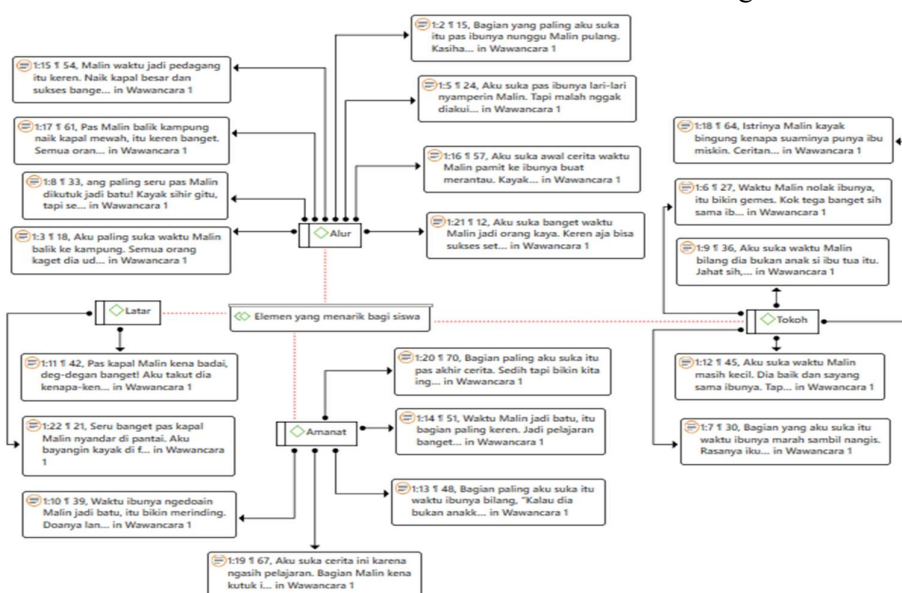 1:2 ¶ 15, Bagian yang paling aku suka
itu pas ibunya nunggu Malin pulang.
Kasiha... in Wawancara 1
1:15 ¶ 54, Malin waktu jadi pedagang
itu keren. Naik kapal besar dan
sukses bange... in Wawancara 1
1:5 ¶ 24, Aku suka pas ibunya lari-lari
nyamperin Malin. Tapi malah nggak
diakui... in Wawancara 1
1:17 ¶ 61, Pas Malin balik kampung
naik kapal mewah, itu keren banget.
Semua oran... in Wawancara 1
1:16 ¶ 57, Aku suka awal cerita waktu
Malin pamit ke ibunya buat
merantau. Kayak... in Wawancara 1
1:8 ¶ 33, ang paling seru pas Malin
dikutuk jadi batu! Kayak sihir gitu,
tapi se... in Wawancara 1
1:21 ¶ 12, Aku suka banget waktu
Malin jadi orang kaya. Keren aja bisa
sukses set... in Wawancara 1
1:3 ¶ 18, Aku paling suka waktu Malin
balik ke kampung. Semua orang
kaget dia ud... in Wawancara 1
Alur
1:18 ¶ 64, Istrinya Malin kayak
bingung kenapa suaminya punya ibu
miskin. Ceritan... in Wawancara 1
1:6 ¶ 27, Waktu Malin nolak ibunya,
itu bikin gemes. Kok tega banget sih
sama ib... in Wawancara 1
1:9 ¶ 36, Aku suka waktu Malin
bilang dia bukan anak si ibu tua itu.
Jahat sih,... in Wawancara 1
Latar
Elemen yang menarik bagi siswa
Tokoh
1:11 ¶ 42, Pas kapal Malin kena badai,
deg-degan banget! Aku takut dia
kenapa-ken... in Wawancara 1
1:20 ¶ 70, Bagian paling aku suka itu
pas akhir cerita. Sedih tapi bikin kita
ing... in Wawancara 1
1:12 ¶ 45, Aku suka waktu Malin
masih kecil. Dia baik dan sayang
sama ibunya. Tap... in Wawancara 1
1:22 ¶ 21, Seru banget pas kapal
Malin nyandar di pantai. Aku
bayangin kayak di f... in Wawancara
1
Amanat
1:14 ¶ 51, Waktu Malin jadi batu, itu
bagian paling keren. Jadi pelajaran
banget... in Wawancara 1
1:7 ¶ 30, Bagian yang aku suka itu
waktu ibunya marah sambil nangis.
Rasanya iku... in Wawancara 1
1:10 ¶ 39, Waktu ibunya ngedoain
Malin jadi batu, itu bikin merinding.
Doanya lan... in Wawancara 1
1:13 ¶ 48, Bagian paling aku suka itu
waktu ibunya bilang, "Kalau dia
bukan anakk... in Wawancara 1
1:19 ¶ 67, Aku suka cerita ini karena
ngasih pelajaran. Bagian Malin kena
kutuk i... in Wawancara 1